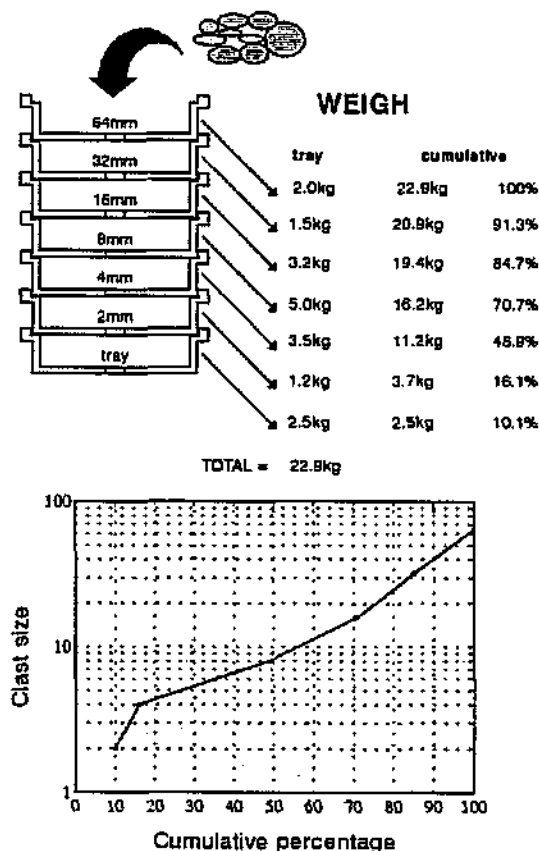 WEIGH
tray cumulative
64mm 2.0kg 22.9kg 100%
32mm 1.5kg 20.9kg 91.3%
16mm 3.2kg 19.4kg 84.7%
8mm 5.0kg 16.2kg 70.7%
4mm 3.5kg 11.2kg 48.9%
2mm 1.2kg 3.7kg 16.1%
tray 2.5kg 2.5kg 10.1%
TOTAL = 22.9kg
100
10
1
Clast size
0 10 20 30 40 50 60 70 80 90 100
Cumulative percentage